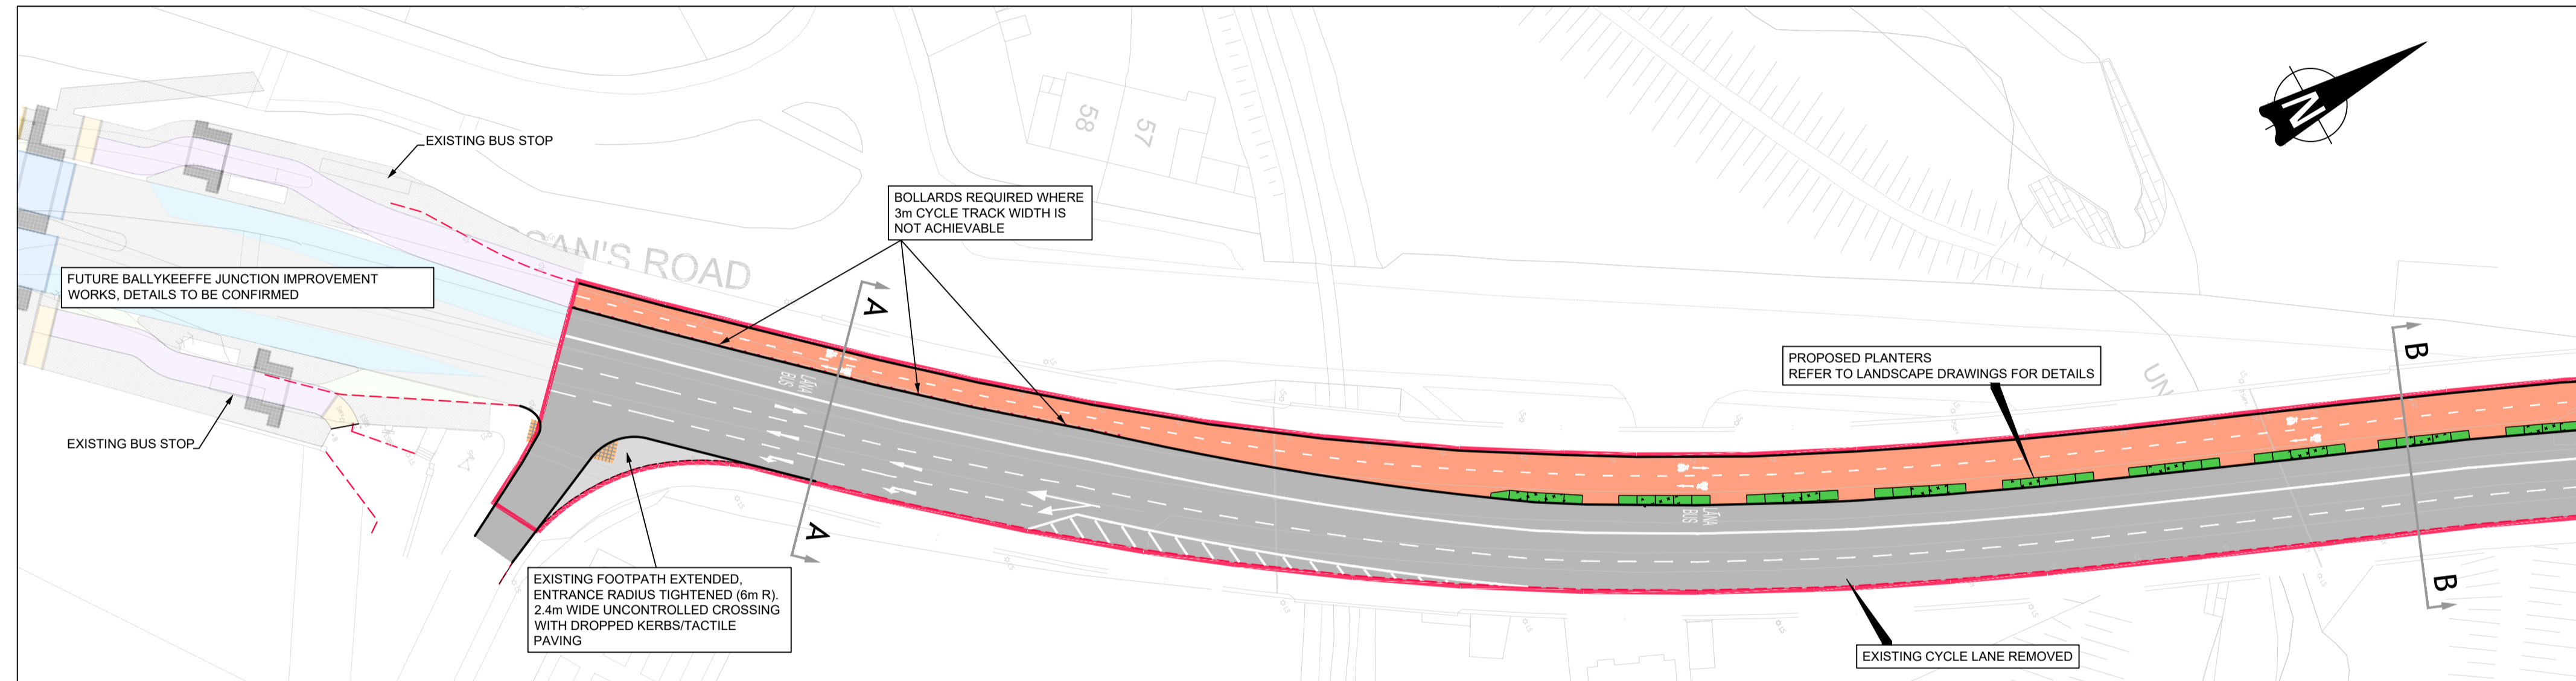 EXISTING BUS STOP
58
57
N
BOLLARDS REQUIRED WHERE
3m CYCLE TRACK WIDTH IS
NOT ACHIEVABLE
FUTURE BALLYKEEFFE JUNCTION IMPROVEMENT
WORKS, DETAILS TO BE CONFIRMED
ROAD
A
LÁNA
BUS
PROPOSED PLANTERS
REFER TO LANDSCAPE DRAWINGS FOR DETAILS
B
EXISTING BUS STOP
LÁNA
BUS
A
EXISTING FOOTPATH EXTENDED,
ENTRANCE RADIUS TIGHTENED (6m R).
2.4m WIDE UNCONTROLLED CROSSING
WITH DROPPED KERBS/TACTILE
PAVING
B
EXISTING CYCLE LANE REMOVED